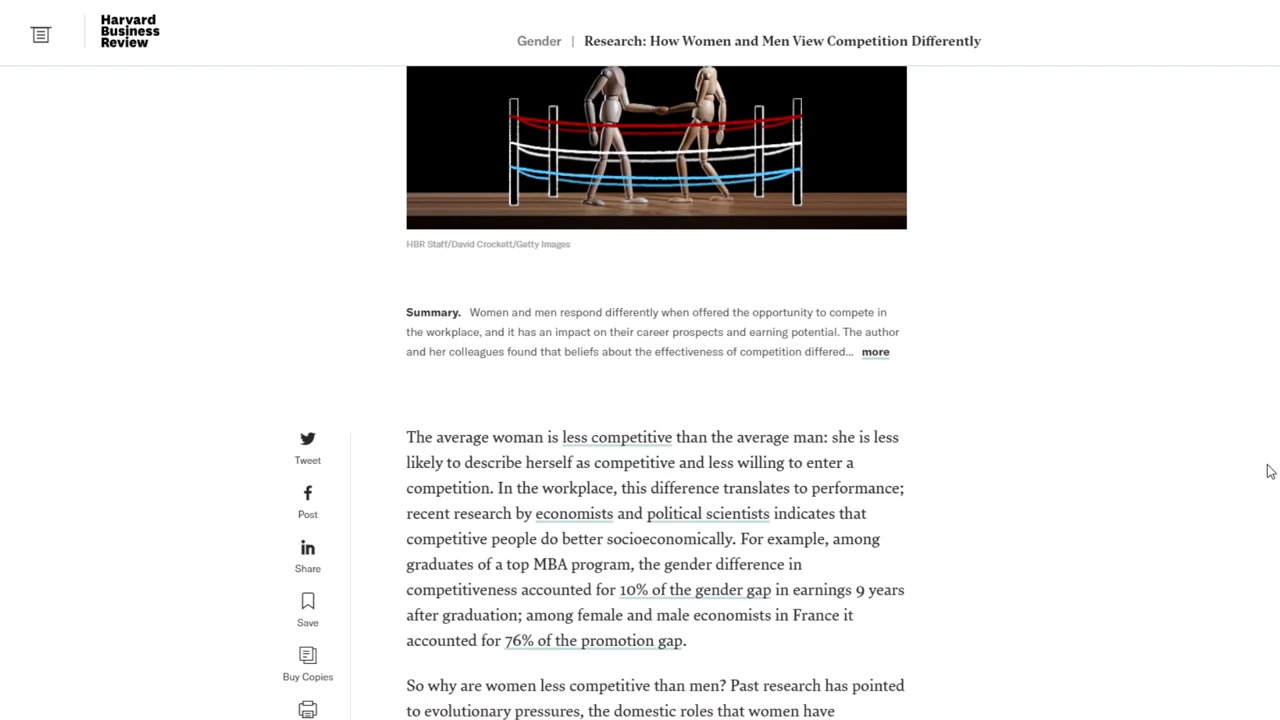 Harvard
Business
Review
Gender | Research: How Women and Men View Competition Differently
HBR Staff/David Crockett/Getty Images
Summary. Women and men respond differently when offered the opportunity to compete in
the workplace, and it has an impact on their career prospects and earning potential. The author
and her colleagues found that beliefs about the effectiveness of competition differed... more
Tweet
Post
Share
Save
Buy Copies
The average woman is less competitive than the average man: she is less
likely to describe herself as competitive and less willing to enter a
competition. In the workplace, this difference translates to performance;
recent research by economists and political scientists indicates that
competitive people do better socioeconomically. For example, among
graduates of a top MBA program, the gender difference in
competitiveness accounted for 10% of the gender gap in earnings 9 years
after graduation; among female and male economists in France it
accounted for 76% of the promotion gap.
So why are women less competitive than men? Past research has pointed
to evolutionary pressures, the domestic roles that women have